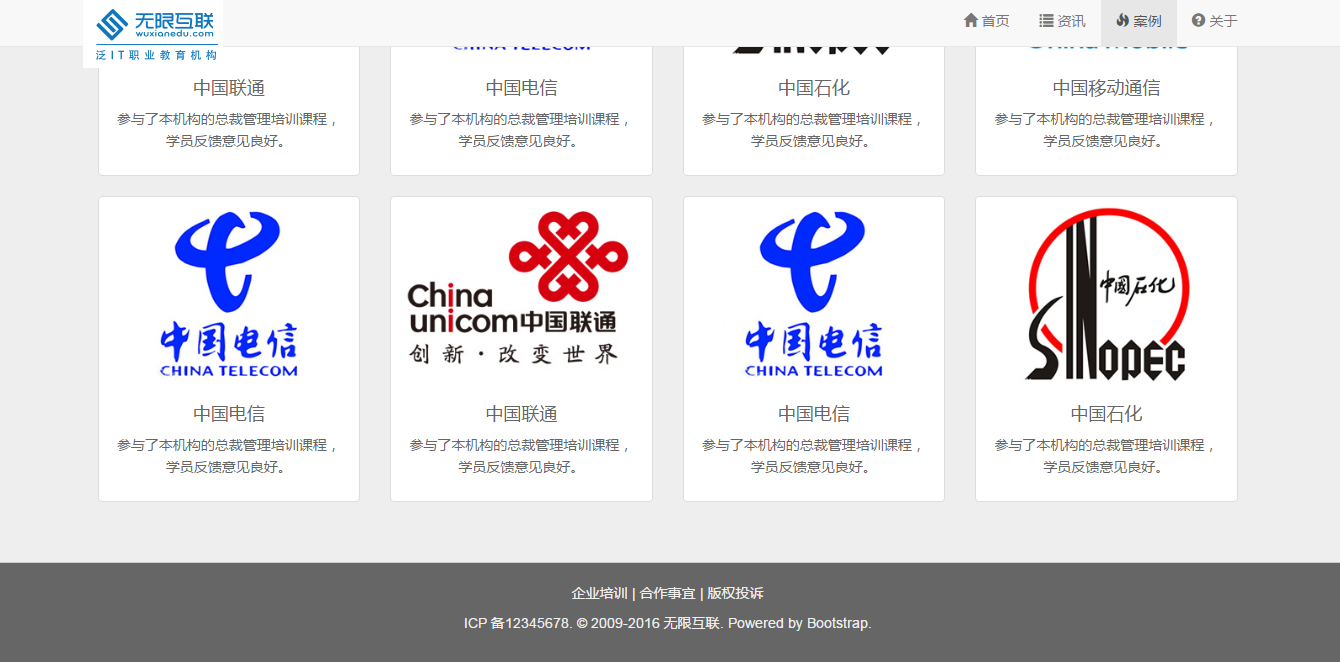 无限互联
wuxianedu.com
泛IT职业教育机构
首页 资讯 案例 关于
中国联通 中国电信 中国石化 中国移动通信
参与了本机构的总裁管理培训课程， 参与了本机构的总裁管理培训课程， 参与了本机构的总裁管理培训课程， 参与了本机构的总裁管理培训课程，
学员反馈意见良好。 学员反馈意见良好。 学员反馈意见良好。 学员反馈意见良好。
中国电信
CHINA TELECOM
China
unicom中国联通
创新·改变世界
中国电信
CHINA TELECOM
中国石化
SINOPEC
中国电信 中国联通 中国电信 中国石化
参与了本机构的总裁管理培训课程， 参与了本机构的总裁管理培训课程， 参与了本机构的总裁管理培训课程， 参与了本机构的总裁管理培训课程，
学员反馈意见良好。 学员反馈意见良好。 学员反馈意见良好。 学员反馈意见良好。
企业培训 | 合作事宜 | 版权投诉
ICP 备12345678. © 2009-2016 无限互联. Powered by Bootstrap.